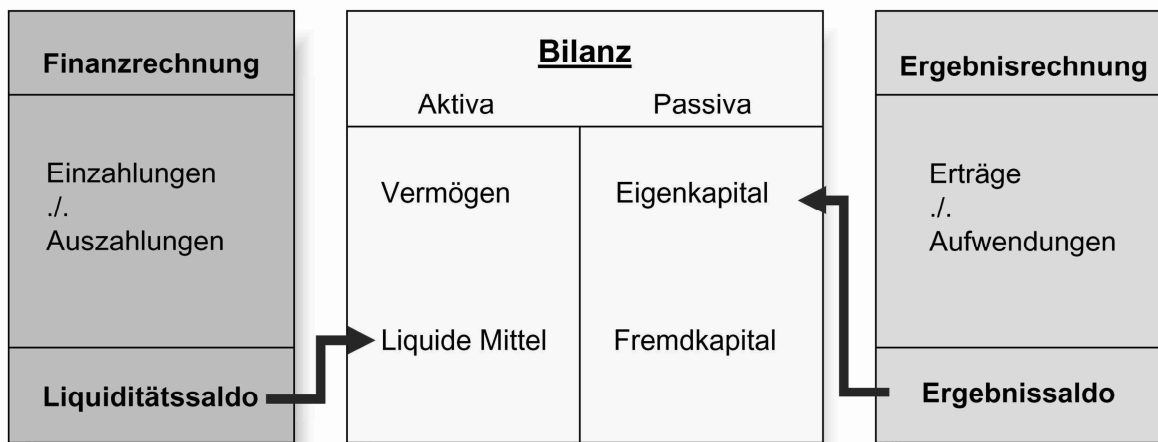 Finanzrechnung
Einzahlungen
./.
Auszahlungen
Liquiditätssaldo
Bilanz
Aktiva Passiva
Vermögen Eigenkapital
Liquide Mittel Fremdkapital
Ergebnisrechnung
Erträge
./.
Aufwendungen
Ergebnissaldo